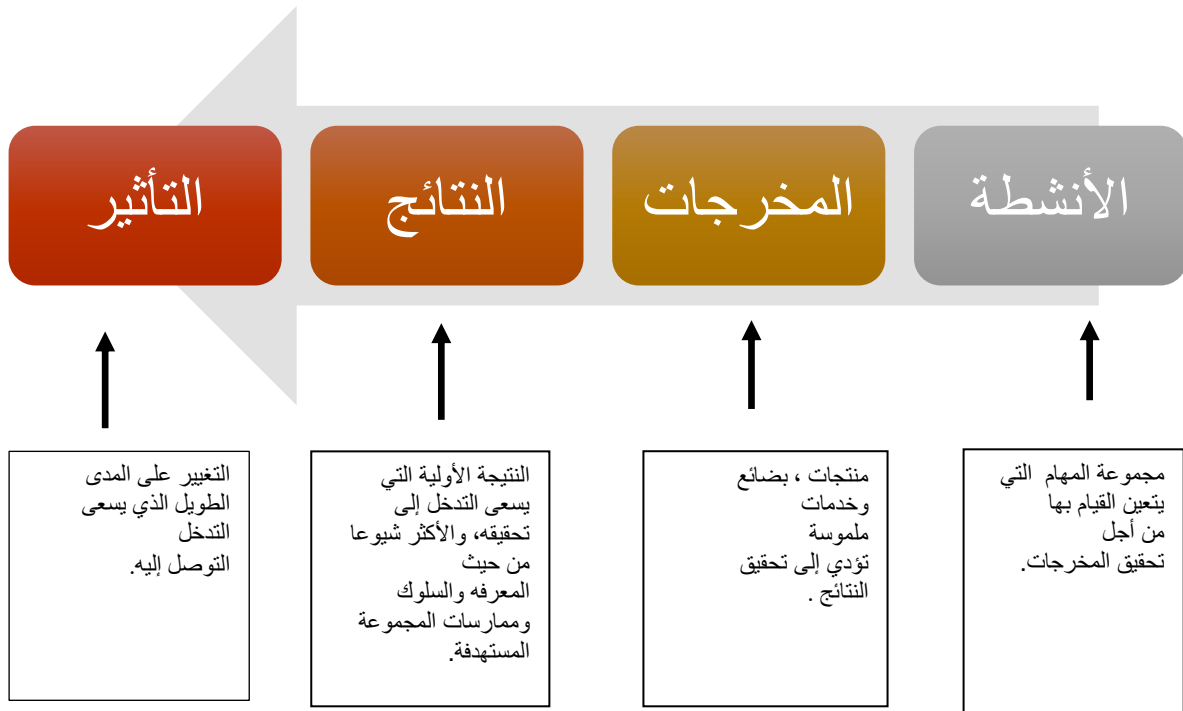 الأنشطة
المخرجات
النتائج
التأثير
مجموعة المهام التي
يتعين القيام بها
من أجل
تحقيق المخرجات.
منتجات ، بضائع
وخدمات
ملموسة
تؤدي إلى تحقيق
النتائج .
النتيجة الأولية التي
يسعى التدخل إلى
تحقيقه، والأكثر شيوعا
من حيث
المعرفه والسلوك
وممارسات المجموعة
المستهدفة.
التغيير على المدى
الطويل الذي يسعى
التدخل
التوصل إليه.